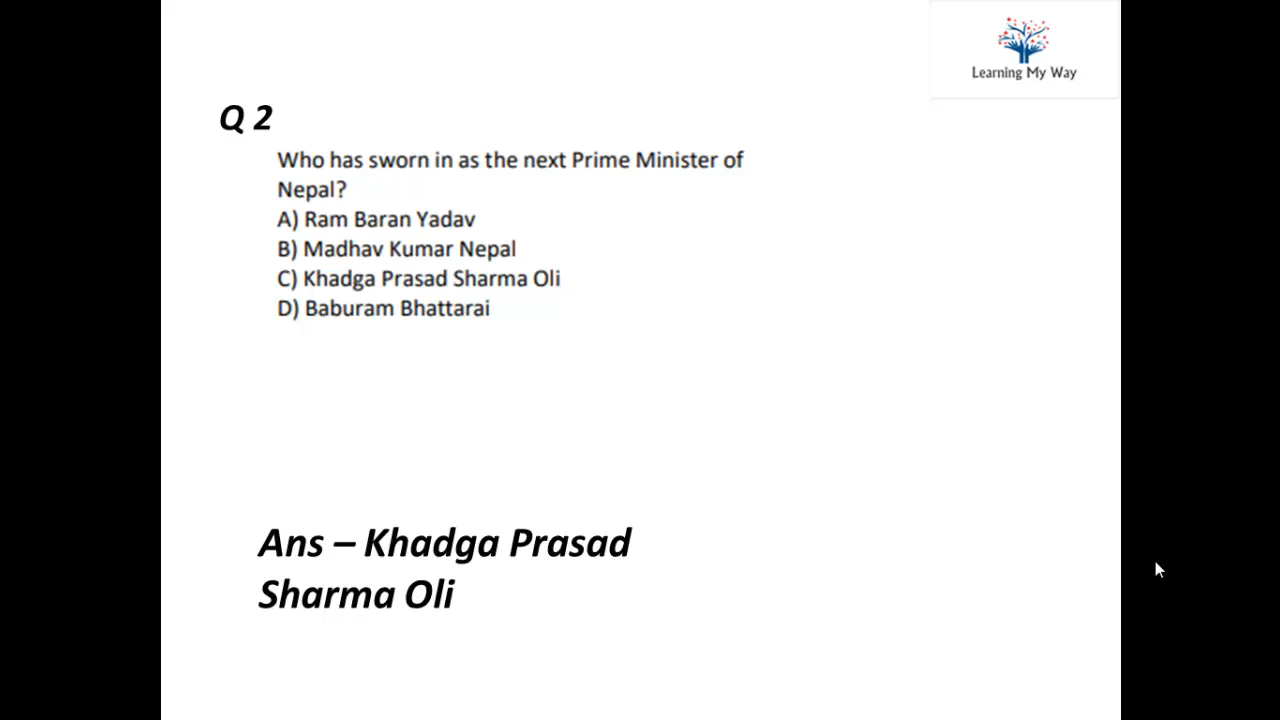 Learning My Way
Q 2
Who has sworn in as the next Prime Minister of
Nepal?
A) Ram Baran Yadav
B) Madhav Kumar Nepal
C) Khadga Prasad Sharma Oli
D) Baburam Bhattarai
Ans – Khadga Prasad
Sharma Oli